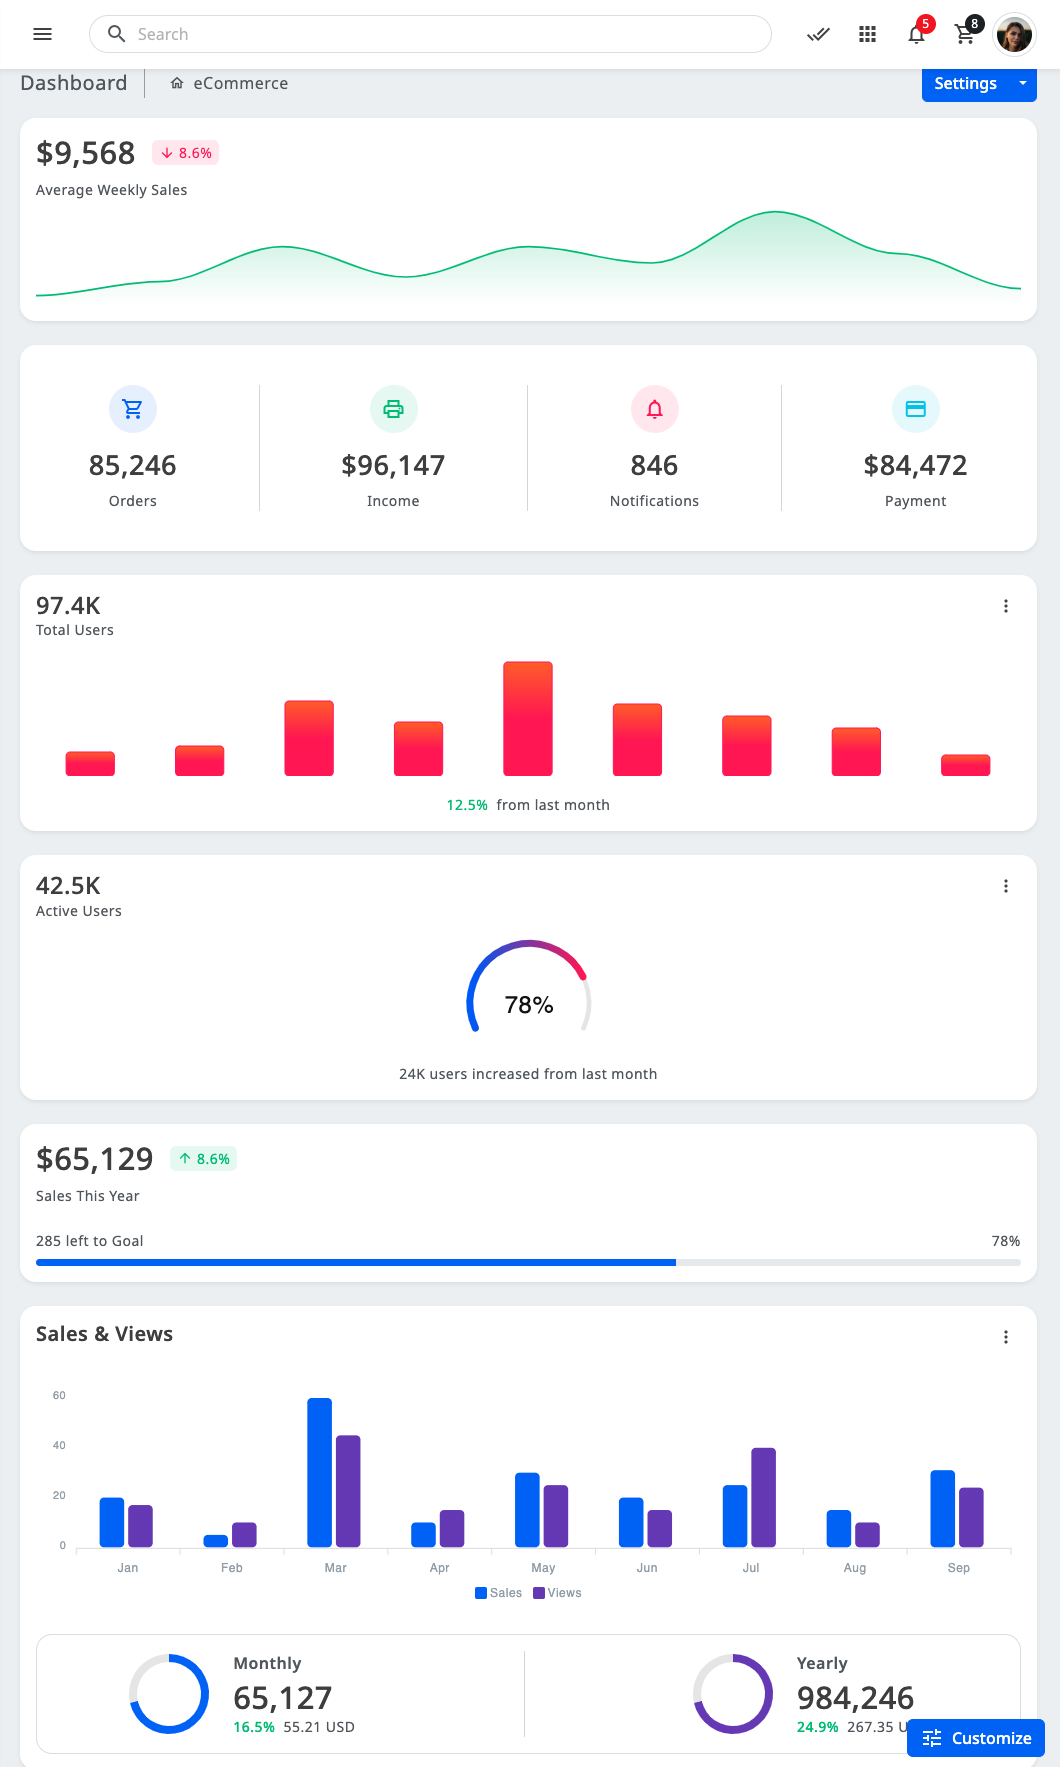 Search
5
8
Dashboard
eCommerce
Settings
$9,568
8.6%
Average Weekly Sales
85,246
Orders
$96,147
Income
846
Notifications
$84,472
Payment
97.4K
Total Users
12.5% from last month
42.5K
Active Users
78%
24K users increased from last month
$65,129
8.6%
Sales This Year
285 left to Goal
78%
Sales & Views
60
40
20
0
Jan Feb Mar Apr May Jun Jul Aug Sep
Sales Views
Monthly
65,127
16.5% 55.21 USD
Yearly
984,246
24.9% 267.35 U
Customize